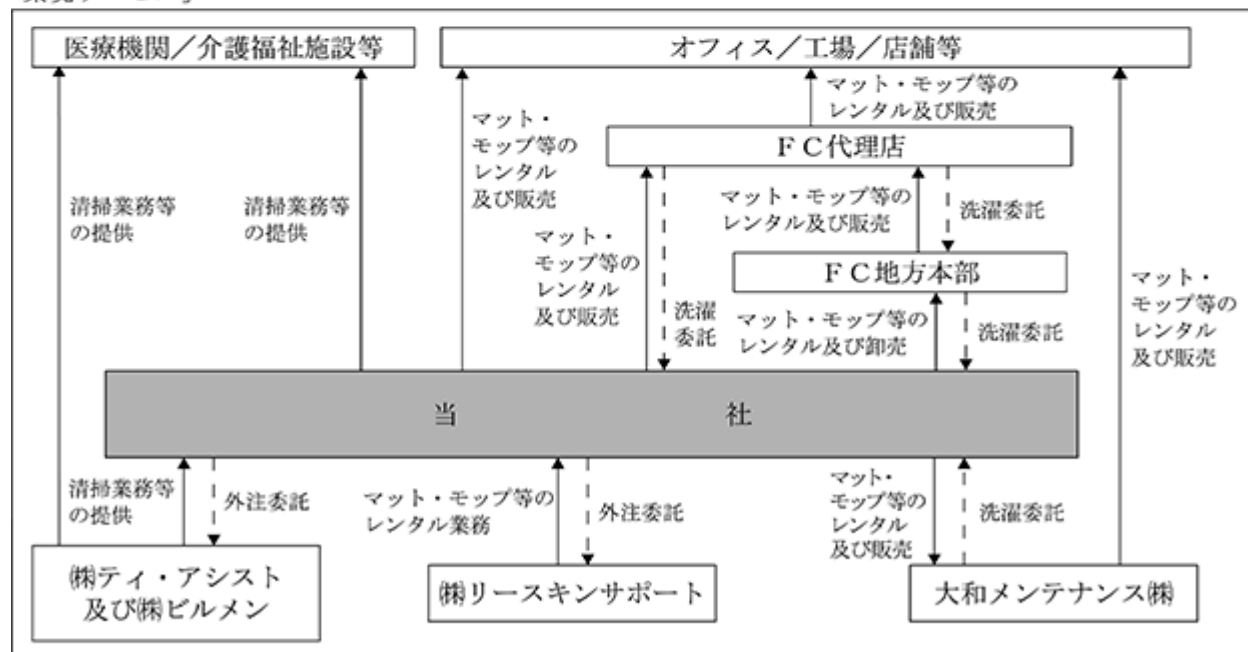 医療機関／介護福祉施設等
オフィス／工場／店舗等
マット・モップ等の
レンタル及び販売
ＦＣ代理店
マット・
モップ等の
レンタル
及び販売
清掃業務等
の提供
清掃業務等
の提供
マット・
モップ等の
レンタル
及び販売
マット・モップ等の
レンタル及び販売
洗濯委託
ＦＣ地方本部
洗濯
委託
マット・モップ等の
レンタル及び卸売
洗濯委託
マット・
モップ等の
レンタル
及び販売
当社
清掃業務等
の提供
外注委託
マット・モップ等の
レンタル業務
外注委託
マット・
モップ等の
レンタル
及び販売
洗濯委託
㈱ティ・アシスト
及び㈱ビルメン
㈱リースキンサポート
大和メンテナンス㈱